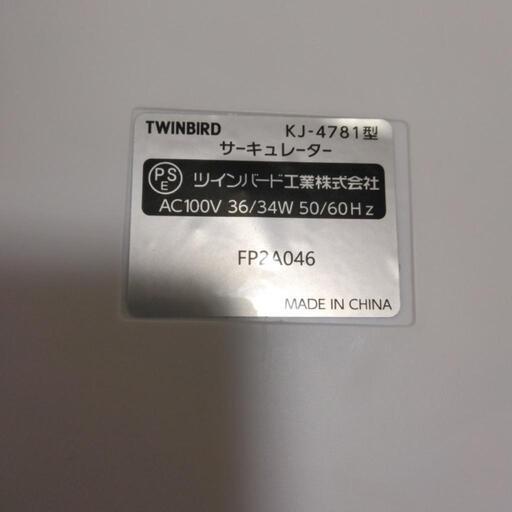 TWINBIRD KJ-4781型
サーキュレーター
PSE ツインバード工業株式会社
AC100V 36/34W 50/60Hz
FP2A046
MADE IN CHINA